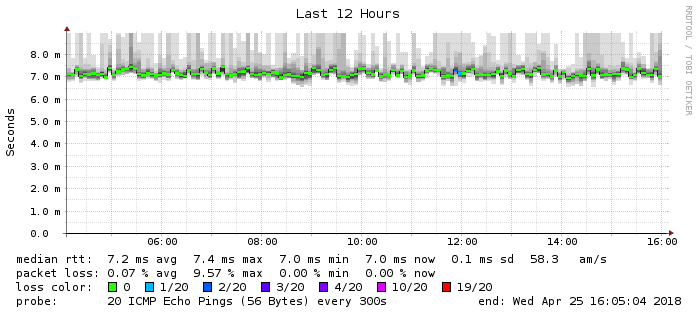 Last 12 Hours
RRDTOOL / TOBI OETIKER
Seconds
8.0 m
7.0 m
6.0 m
5.0 m
4.0 m
3.0 m
2.0 m
1.0 m
0.0
06:00 08:00 10:00 12:00 14:00 16:00
median rtt: 7.2 ms avg 7.4 ms max 7.0 ms min 7.0 ms now 0.1 ms sd 58.3 am/s
packet loss: 0.07 % avg 9.57 % max 0.00 % min 0.00 % now
loss color: 0 1/20 2/20 3/20 4/20 10/20 19/20
probe: 20 ICMP Echo Pings (56 Bytes) every 300s end: Wed Apr 25 16:05:04 2018